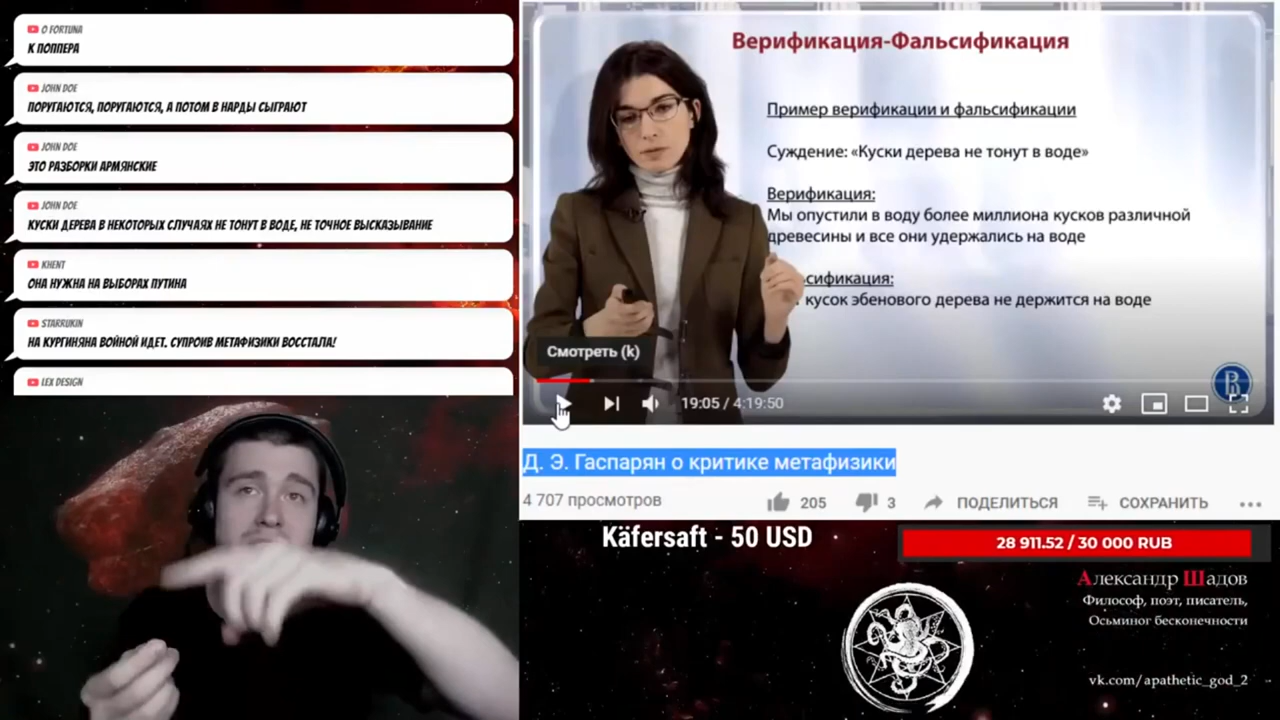 O FORTUNA
К ПОППЕРА
JOHN DOE
ПОРУГАЮТСЯ, ПОРУГАЮТСЯ, А ПОТОМ В НАРДЫ СЫГРАЮТ
JOHN DOE
ЭТО РАЗБОРКИ АРМЯНСКИЕ
JOHN DOE
КУСКИ ДЕРЕВА В НЕКОТОРЫХ СЛУЧАЯХ НЕ ТОНУТ В ВОДЕ, НЕ ТОЧНОЕ ВЫСКАЗЫВАНИЕ
KHENT
ОНА НУЖНА НА ВЫБОРАХ ПУТИНА
STARRUKIN
НА КУРГИНЯНА ВОЙНОЙ ИДЕТ. СУПРОИВ МЕТАФИЗИКИ ВОССТАЛА!
LEX DESIGN
Верификация-Фальсификация
Пример верификации и фальсификации
Суждение: «Куски дерева не тонут в воде»
Верификация:
Мы опустили в воду более миллиона кусков различной
древесины и все они удержались на воде
сификация:
кусок эбенового дерева не держится на воде
Смотреть (k)
19:05 / 4:19:50
Д. Э. Гаспарян о критике метафизики
4 707 просмотров
205
3
ПОДЕЛИТЬСЯ
СОХРАНИТЬ
Käfersaft - 50 USD
28 911.52 / 30 000 RUB
Александр Шадов
Философ, поэт, писатель,
Осьминог бесконечности
vk.com/apathetic_god_2